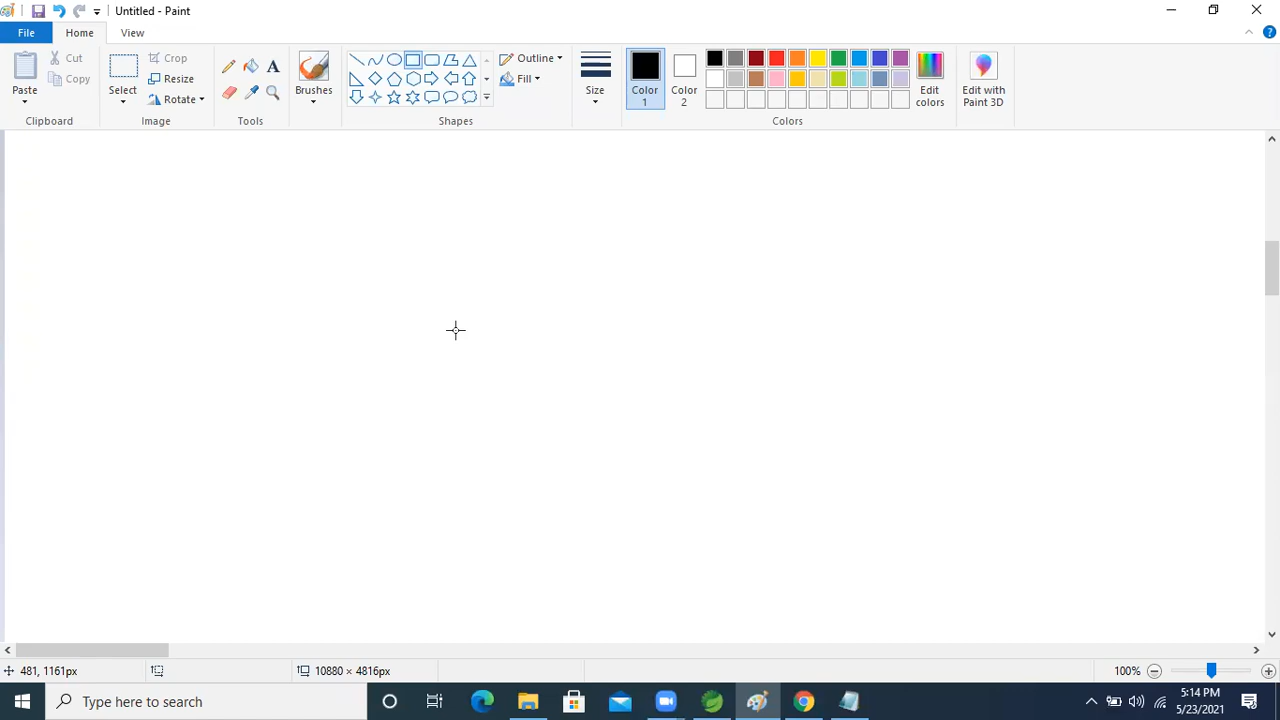 Untitled - Paint
File Home View
Paste
Cut
Copy
Clipboard
Select
Crop
Resize
Rotate
Image
A
Tools
Brushes
Shapes
Outline
Fill
Size
Color 1
Color 2
Colors
Edit colors
Edit with Paint 3D
481, 1161px
10880 × 4816px
100%
Type here to search
5:14 PM
5/23/2021